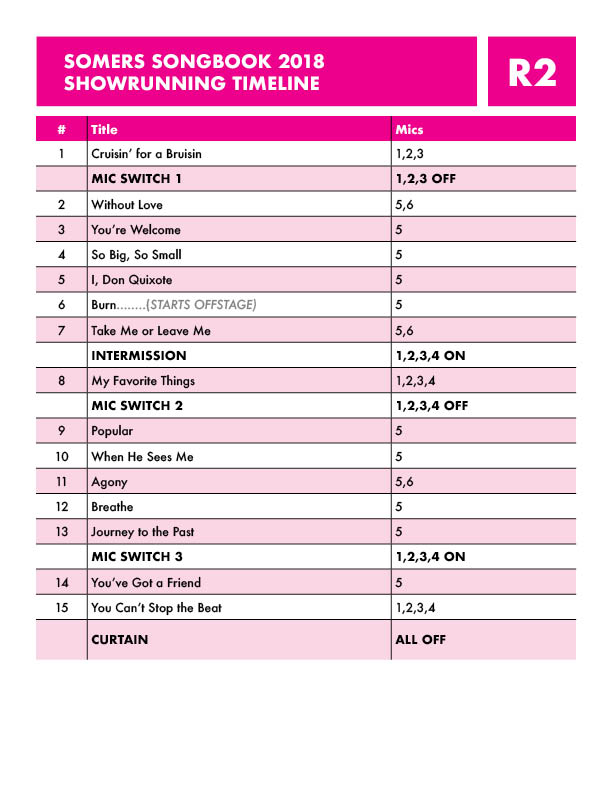 SOMERS SONGBOOK 2018
SHOWRUNNING TIMELINE
R2
# Title Mics
1 Cruisin’ for a Bruisin 1,2,3
MIC SWITCH 1 1,2,3 OFF
2 Without Love 5,6
3 You’re Welcome 5
4 So Big, So Small 5
5 I, Don Quixote 5
6 Burn........(STARTS OFFSTAGE) 5
7 Take Me or Leave Me 5,6
INTERMISSION 1,2,3,4 ON
8 My Favorite Things 1,2,3,4
MIC SWITCH 2 1,2,3,4 OFF
9 Popular 5
10 When He Sees Me 5
11 Agony 5,6
12 Breathe 5
13 Journey to the Past 5
MIC SWITCH 3 1,2,3,4 ON
14 You’ve Got a Friend 5
15 You Can’t Stop the Beat 1,2,3,4
CURTAIN ALL OFF